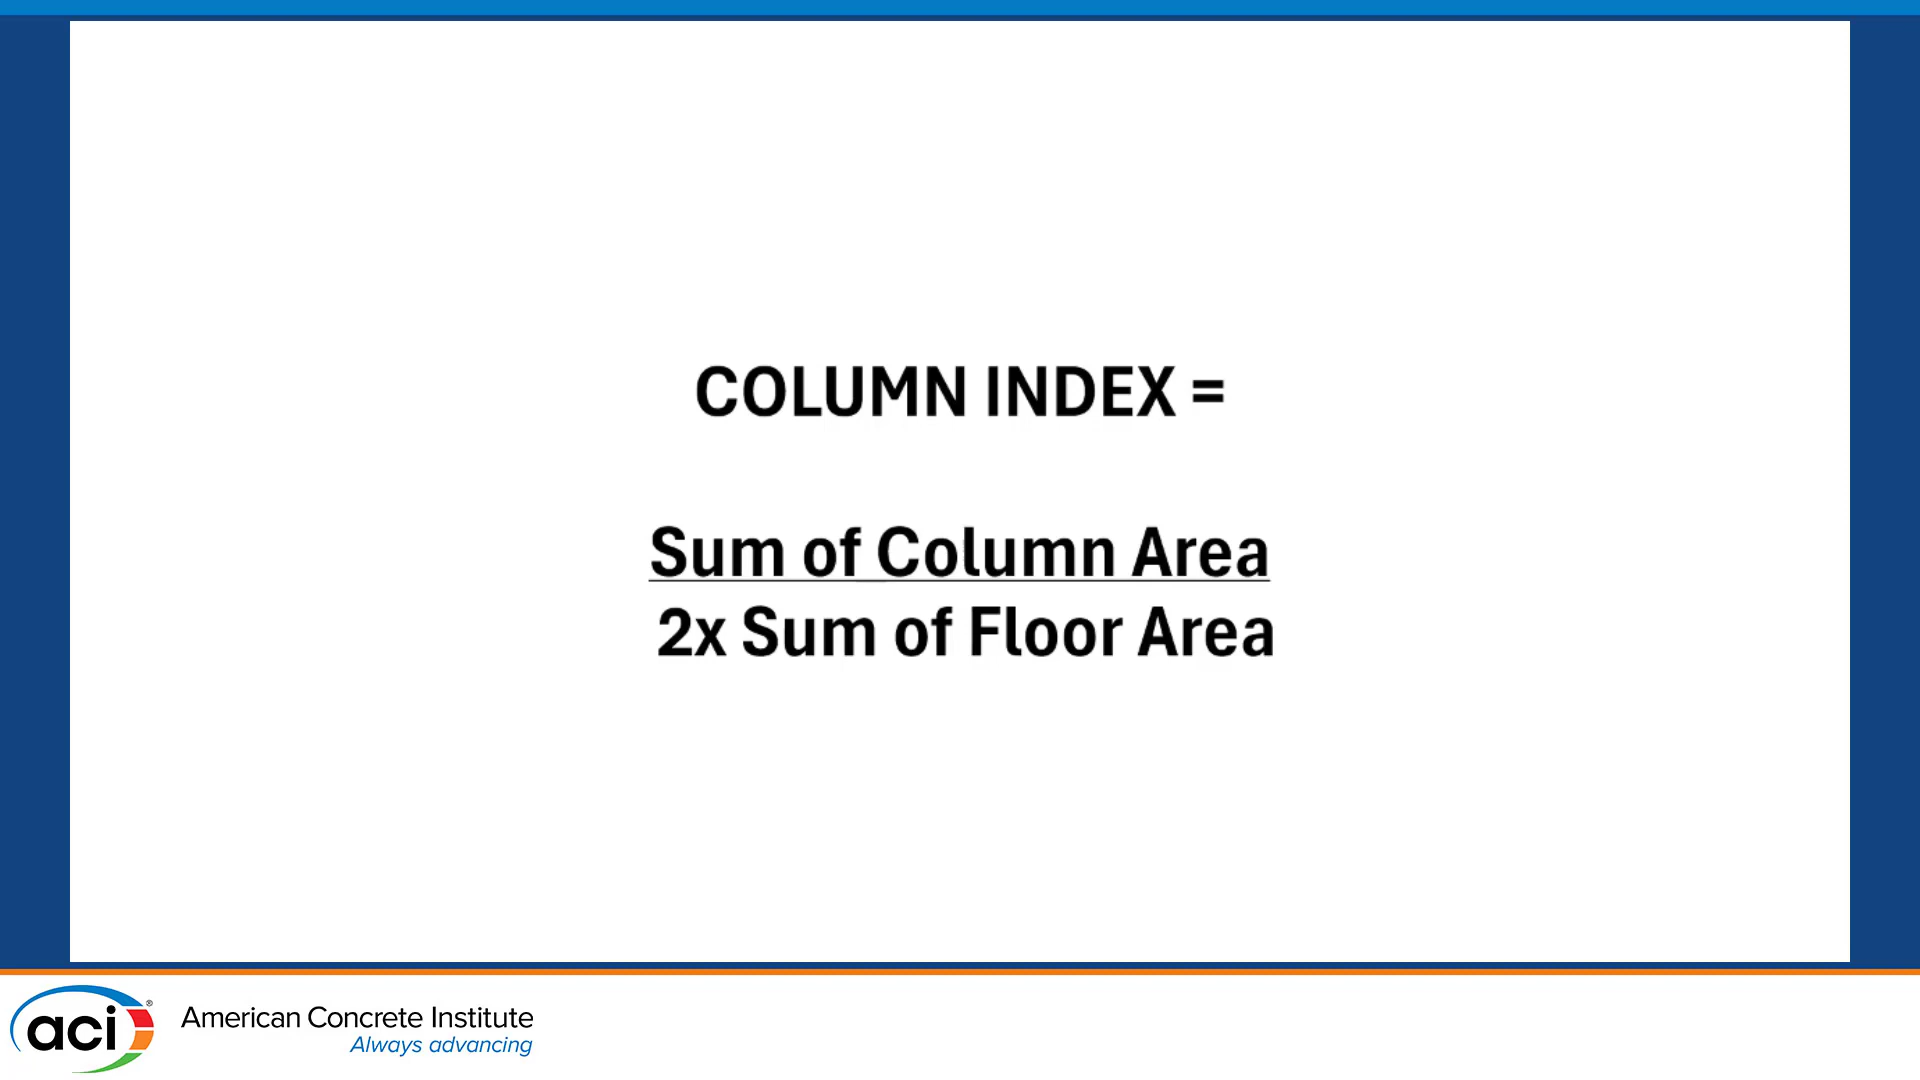 COLUMN INDEX =
Sum of Column Area
2x Sum of Floor Area
aci®
American Concrete Institute
Always advancing